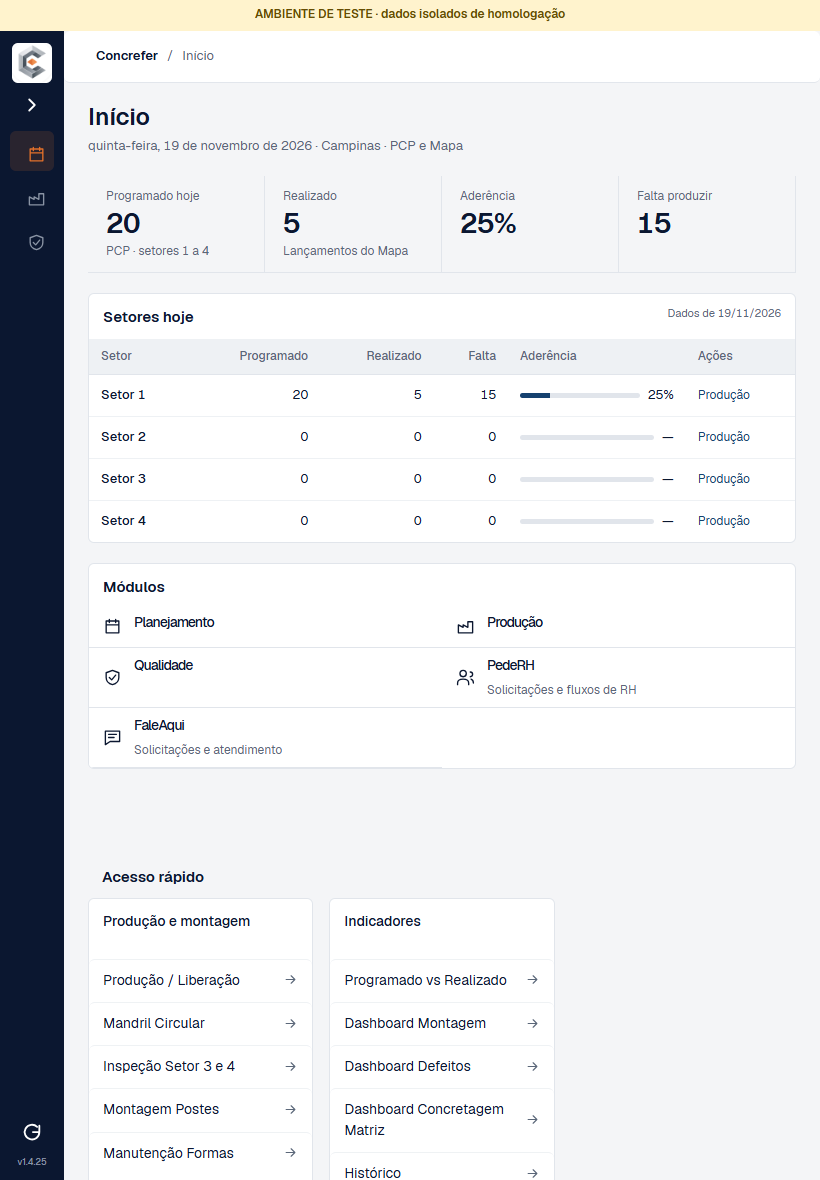 AMBIENTE DE TESTE · dados isolados de homologação
Concrefer / Início
Início
quinta-feira, 19 de novembro de 2026 · Campinas · PCP e Mapa
Programado hoje
20
PCP · setores 1 a 4
Realizado
5
Lançamentos do Mapa
Aderência
25%
Falta produzir
15
Setores hoje
Dados de 19/11/2026
Setor Programado Realizado Falta Aderência Ações
Setor 1 20 5 15 25% Produção
Setor 2 0 0 0 — Produção
Setor 3 0 0 0 — Produção
Setor 4 0 0 0 — Produção
Módulos
Planejamento
Produção
Qualidade
PedeRH
Solicitações e fluxos de RH
FaleAqui
Solicitações e atendimento
Acesso rápido
Produção e montagem
Produção / Liberação →
Mandril Circular →
Inspeção Setor 3 e 4 →
Montagem Postes →
Manutenção Formas →
Indicadores
Programado vs Realizado →
Dashboard Montagem →
Dashboard Defeitos →
Dashboard Concretagem
Matriz →
Histórico →
v1.4.25